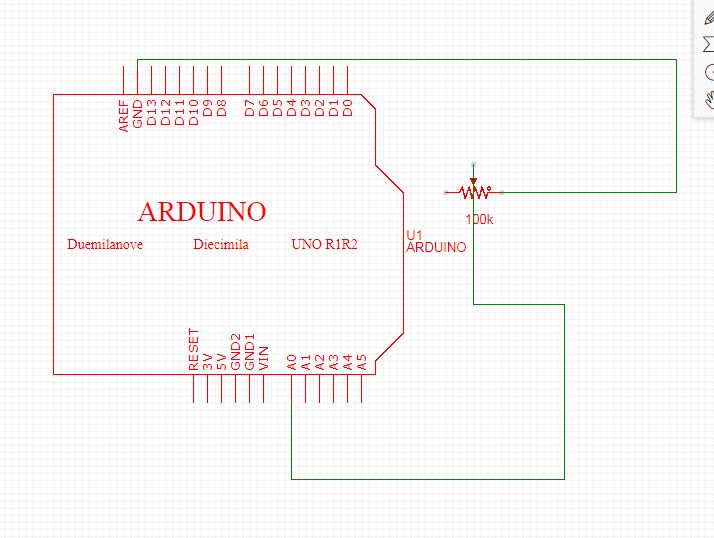 AREF
GND
D13
D12
D11
D10
D9
D8
D7
D6
D5
D4
D3
D2
D1
D0
ARDUINO
Duemilanove
Diecimila
UNO R1R2
100k
U1
ARDUINO
RESET
3V
5V
GND2
GND1
VIN
A0
A1
A2
A3
A4
A5